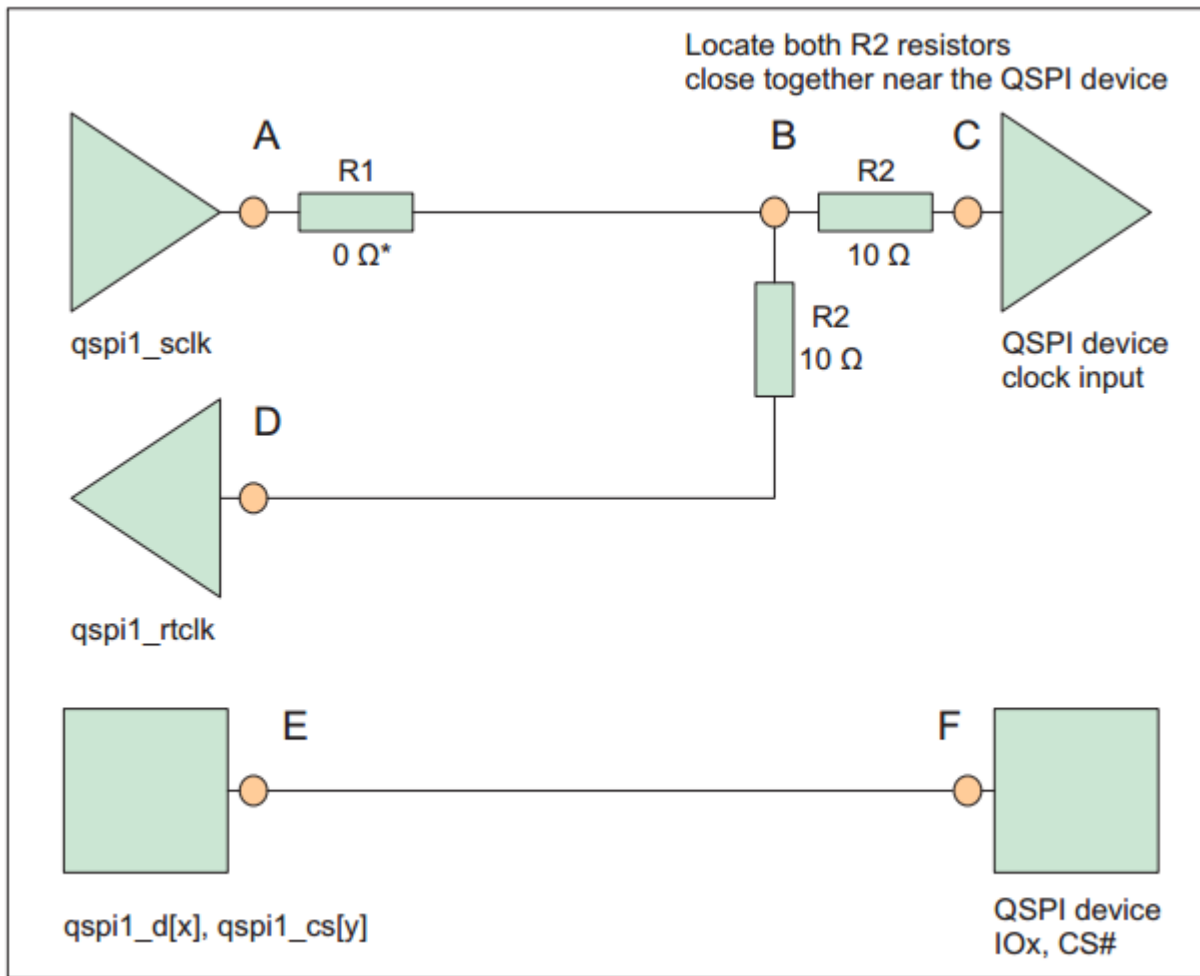 Locate both R2 resistors
close together near the QSPI device
A
B
C
R1
R2
0 Ω*
10 Ω
R2
10 Ω
qspi1_sclk
QSPI device
clock input
D
qspi1_rtclk
E
F
qspi1_d[x], qspi1_cs[y]
QSPI device
IOx, CS#